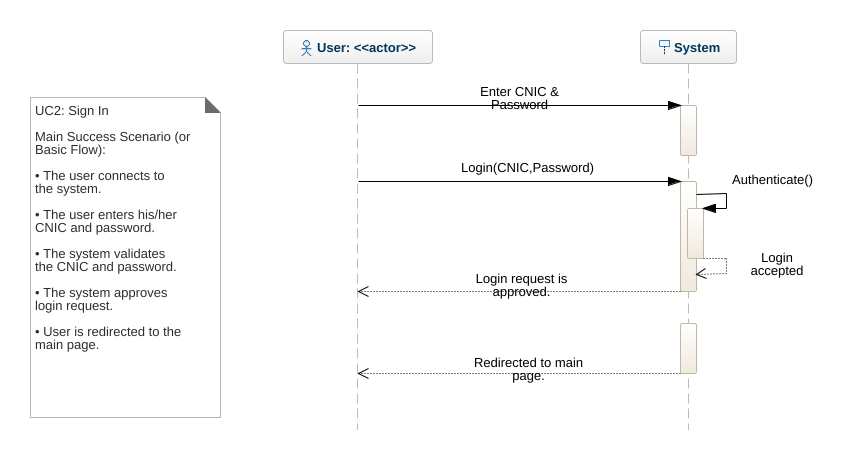 User: <<actor>>
System
UC2: Sign In
Main Success Scenario (or
Basic Flow):
• The user connects to
the system.
• The user enters his/her
CNIC and password.
• The system validates
the CNIC and password.
• The system approves
login request.
• User is redirected to the
main page.
Enter CNIC &
Password
Login(CNIC,Password)
Authenticate()
Login
accepted
Login request is
approved.
Redirected to main
page.